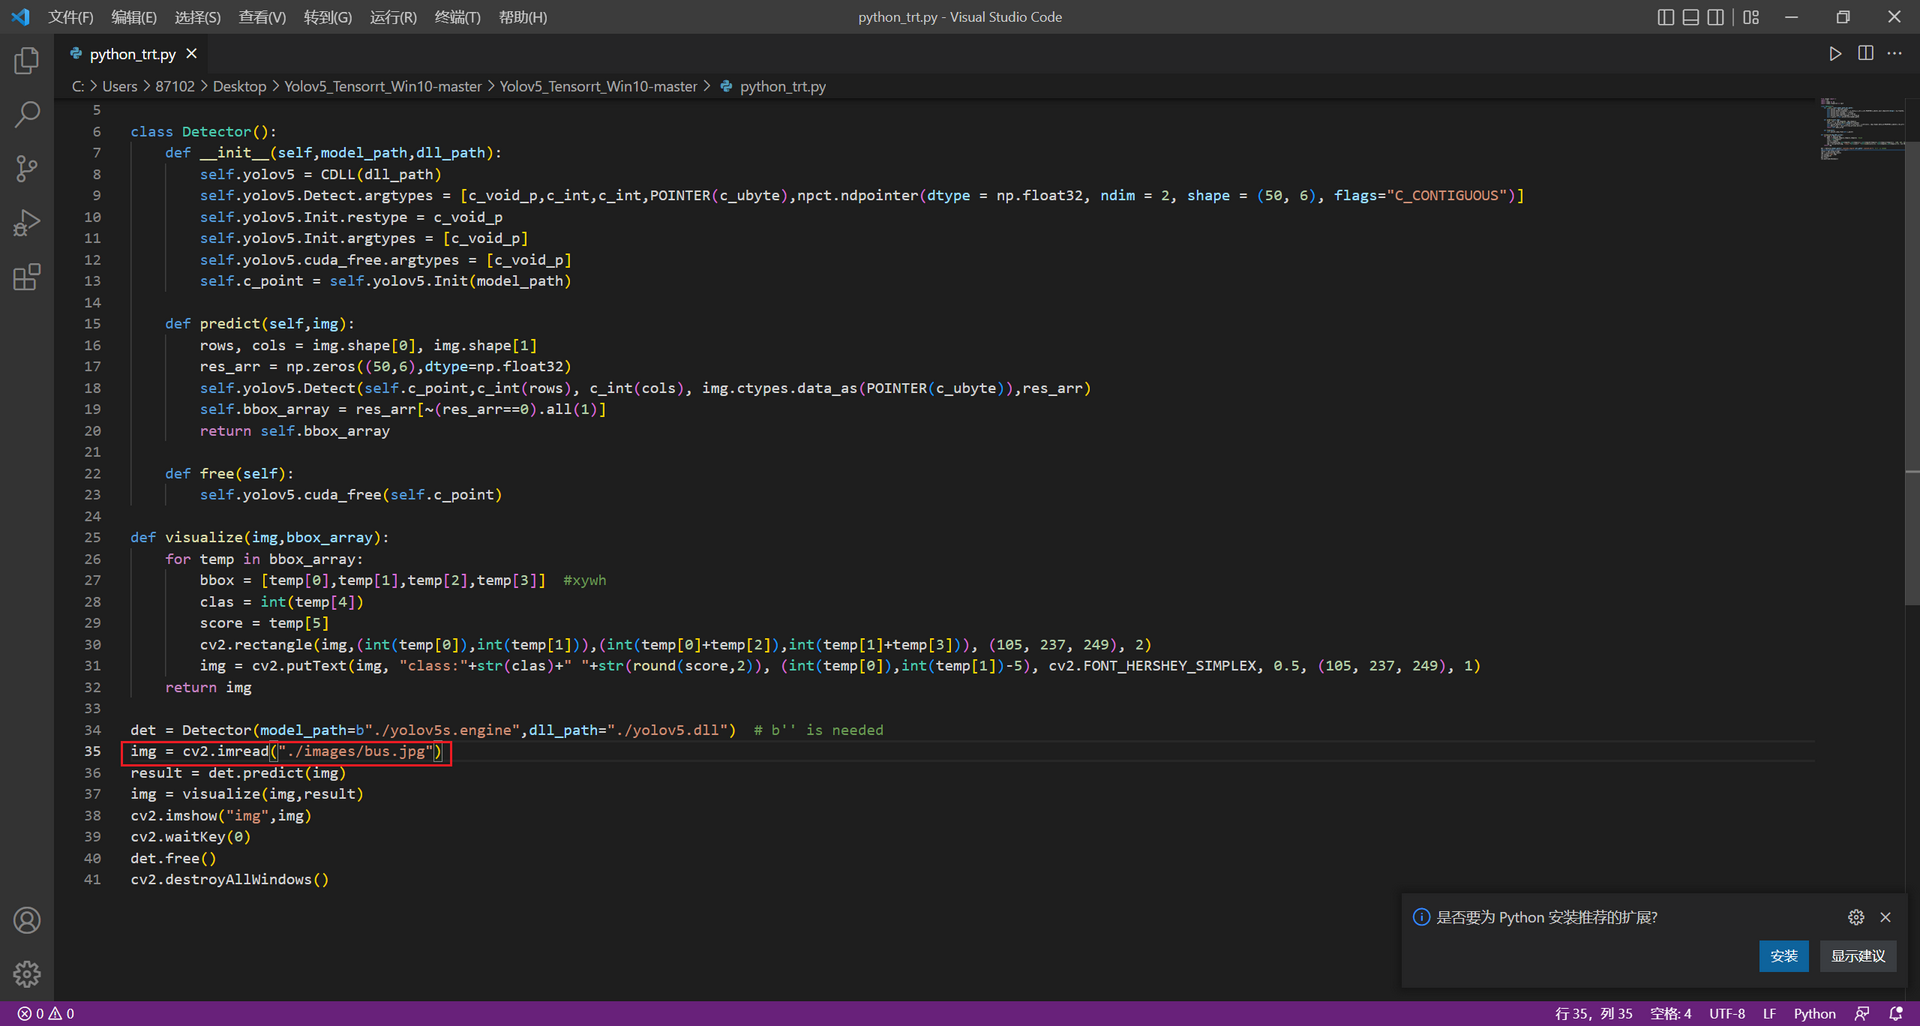 文件(F) 编辑(E) 选择(S) 查看(V) 转到(G) 运行(R) 终端(T) 帮助(H) python_trt.py - Visual Studio Code
python_trt.py
C: > Users > 87102 > Desktop > Yolov5_Tensorrt_Win10-master > Yolov5_Tensorrt_Win10-master > python_trt.py
5
6 class Detector():
7     def __init__(self,model_path,dll_path):
8         self.yolov5 = CDLL(dll_path)
9         self.yolov5.Detect.argtypes = [c_void_p,c_int,c_int,POINTER(c_ubyte),npct.ndpointer(dtype = np.float32, ndim = 2, shape = (50, 6), flags="C_CONTIGUOUS")]
10         self.yolov5.Init.restype = c_void_p
11         self.yolov5.Init.argtypes = [c_void_p]
12         self.yolov5.cuda_free.argtypes = [c_void_p]
13         self.c_point = self.yolov5.Init(model_path)
14
15     def predict(self,img):
16         rows, cols = img.shape[0], img.shape[1]
17         res_arr = np.zeros((50,6),dtype=np.float32)
18         self.yolov5.Detect(self.c_point,c_int(rows), c_int(cols), img.ctypes.data_as(POINTER(c_ubyte)),res_arr)
19         self.bbox_array = res_arr[~(res_arr==0).all(1)]
20         return self.bbox_array
21
22     def free(self):
23         self.yolov5.cuda_free(self.c_point)
24
25 def visualize(img,bbox_array):
26     for temp in bbox_array:
27         bbox = [temp[0],temp[1],temp[2],temp[3]]  #xywh
28         clas = int(temp[4])
29         score = temp[5]
30         cv2.rectangle(img,(int(temp[0]),int(temp[1])),(int(temp[0]+temp[2]),int(temp[1]+temp[3])), (105, 237, 249), 2)
31         img = cv2.putText(img, "class:"+str(clas)+" "+str(round(score,2)), (int(temp[0]),int(temp[1])-5), cv2.FONT_HERSHEY_SIMPLEX, 0.5, (105, 237, 249), 1)
32     return img
33
34 det = Detector(model_path=b"./yolov5s.engine",dll_path="./yolov5.dll")  # b'' is needed
35 img = cv2.imread("./images/bus.jpg")
36 result = det.predict(img)
37 img = visualize(img,result)
38 cv2.imshow("img",img)
39 cv2.waitKey(0)
40 det.free()
41 cv2.destroyAllWindows()
是否要为 Python 安装推荐的扩展?
安装 显示建议
0 0 行 35，列 35 空格: 4 UTF-8 LF Python